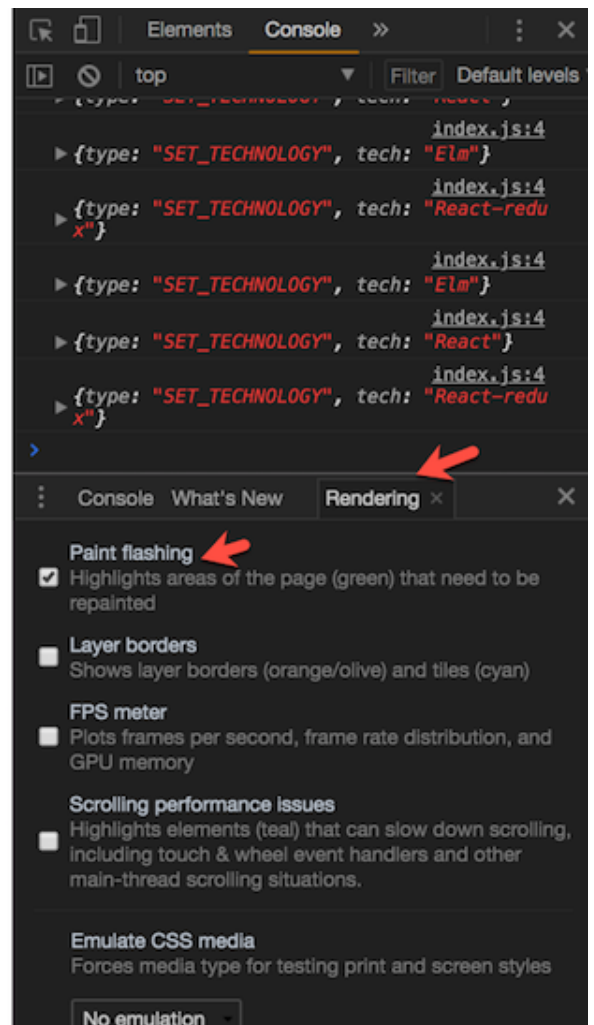 Elements Console »
top Filter Default levels
{type: "SET_TECHNOLOGY", tech: "React"}
index.js:4
{type: "SET_TECHNOLOGY", tech: "Elm"}
index.js:4
{type: "SET_TECHNOLOGY", tech: "React-redu
x"}
index.js:4
{type: "SET_TECHNOLOGY", tech: "Elm"}
index.js:4
{type: "SET_TECHNOLOGY", tech: "React"}
index.js:4
{type: "SET_TECHNOLOGY", tech: "React-redu
x"}
Console What's New Rendering ×
Paint flashing
Highlights areas of the page (green) that need to be
repainted
Layer borders
Shows layer borders (orange/olive) and tiles (cyan)
FPS meter
Plots frames per second, frame rate distribution, and
GPU memory
Scrolling performance issues
Highlights elements (teal) that can slow down scrolling,
including touch & wheel event handlers and other
main-thread scrolling situations.
Emulate CSS media
Forces media type for testing print and screen styles
No emulation